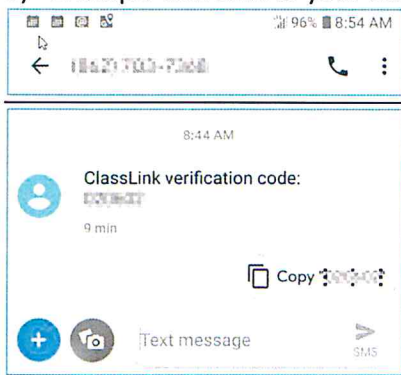 96% 8:54 AM
8:44 AM
ClassLink verification code:
9 min
Copy
Text message
SMS